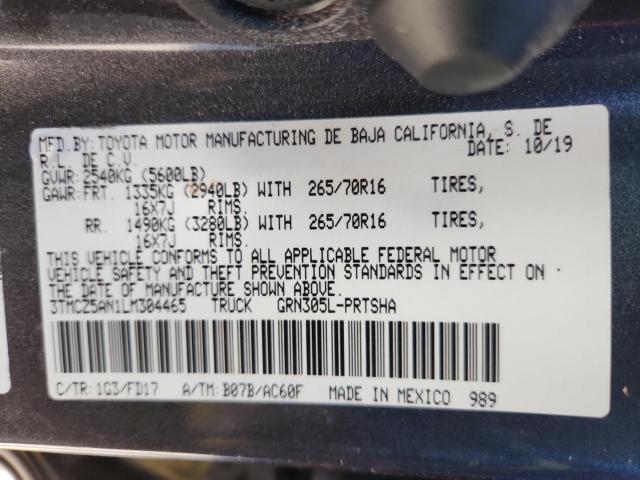 MFD.BY:TOYOTA MOTOR MANUFACTURING DE BAJA CALIFORNIA, S. DE
R.L. DE C.V. DATE: 10/19
GVWR:2540KG (5600LB)
GAWR:FRT. 1335KG (2940LB) WITH 265/70R16 TIRES,
16X7J RIMS.
RR. 1490KG (3280LB) WITH 265/70R16 TIRES,
16X7J RIMS.
THIS VEHICLE CONFORMS TO ALL APPLICABLE FEDERAL MOTOR
VEHICLE SAFETY AND THEFT PREVENTION STANDARDS IN EFFECT ON
THE DATE OF MANUFACTURE SHOWN ABOVE.
3TMCZ5AN1LM304465 TRUCK GRN305L-PRTSHA
C/TR:1G3/FD17 A/TM:B07B/AC60F MADE IN MEXICO 989